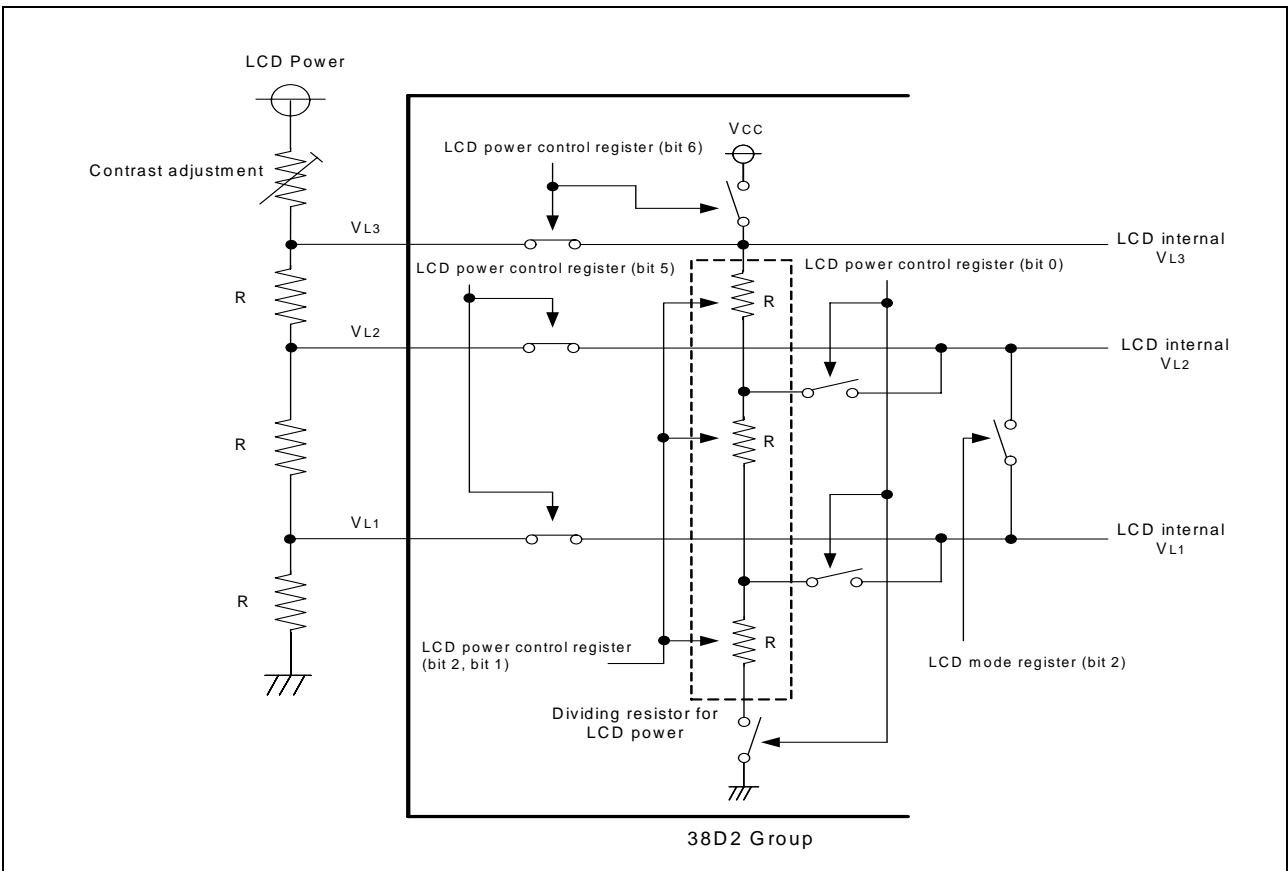 LCD Power
VCC
LCD power control register (bit 6)
Contrast adjustment
VL3
LCD internal
VL3
LCD power control register (bit 5)
LCD power control register (bit 0)
R
R
VL2
LCD internal
VL2
R
R
VL1
LCD internal
VL1
R
R
LCD power control register
(bit 2, bit 1)
LCD mode register (bit 2)
Dividing resistor for
LCD power
38D2 Group